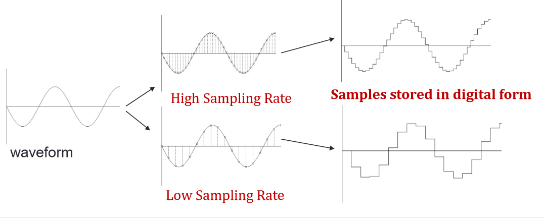 High Sampling Rate
Samples stored in digital form
waveform
Low Sampling Rate